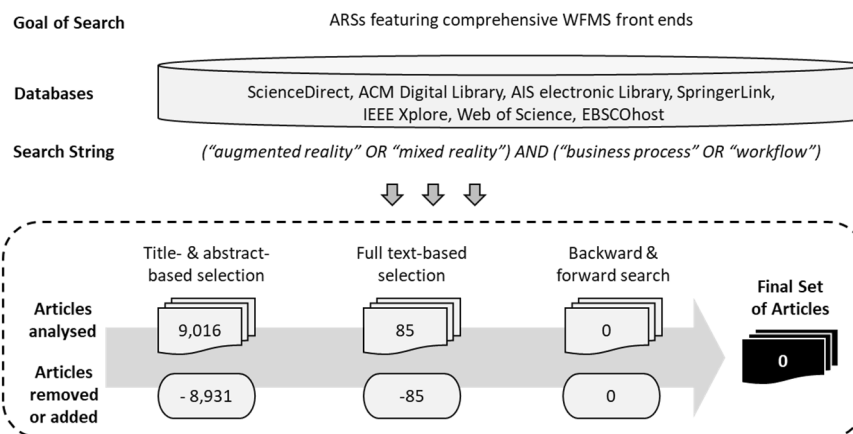 Goal of Search
ARSs featuring comprehensive WFMS front ends
Databases
ScienceDirect, ACM Digital Library, AIS electronic Library, SpringerLink,
IEEE Xplore, Web of Science, EBSCOhost
Search String
(“augmented reality” OR “mixed reality”) AND (“business process” OR “workflow”)
Title- & abstract-
based selection
Full text-based
selection
Backward &
forward search
Final Set
of Articles
Articles
analysed
9,016
85
0
0
Articles
removed
or added
- 8,931
-85
0